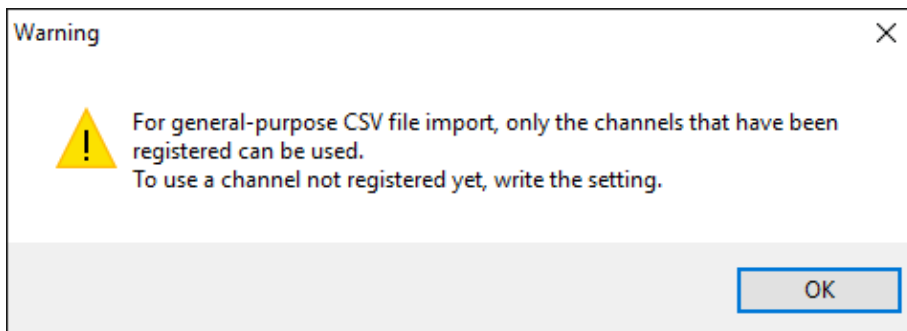 Warning
For general-purpose CSV file import, only the channels that have been
registered can be used.
To use a channel not registered yet, write the setting.
OK